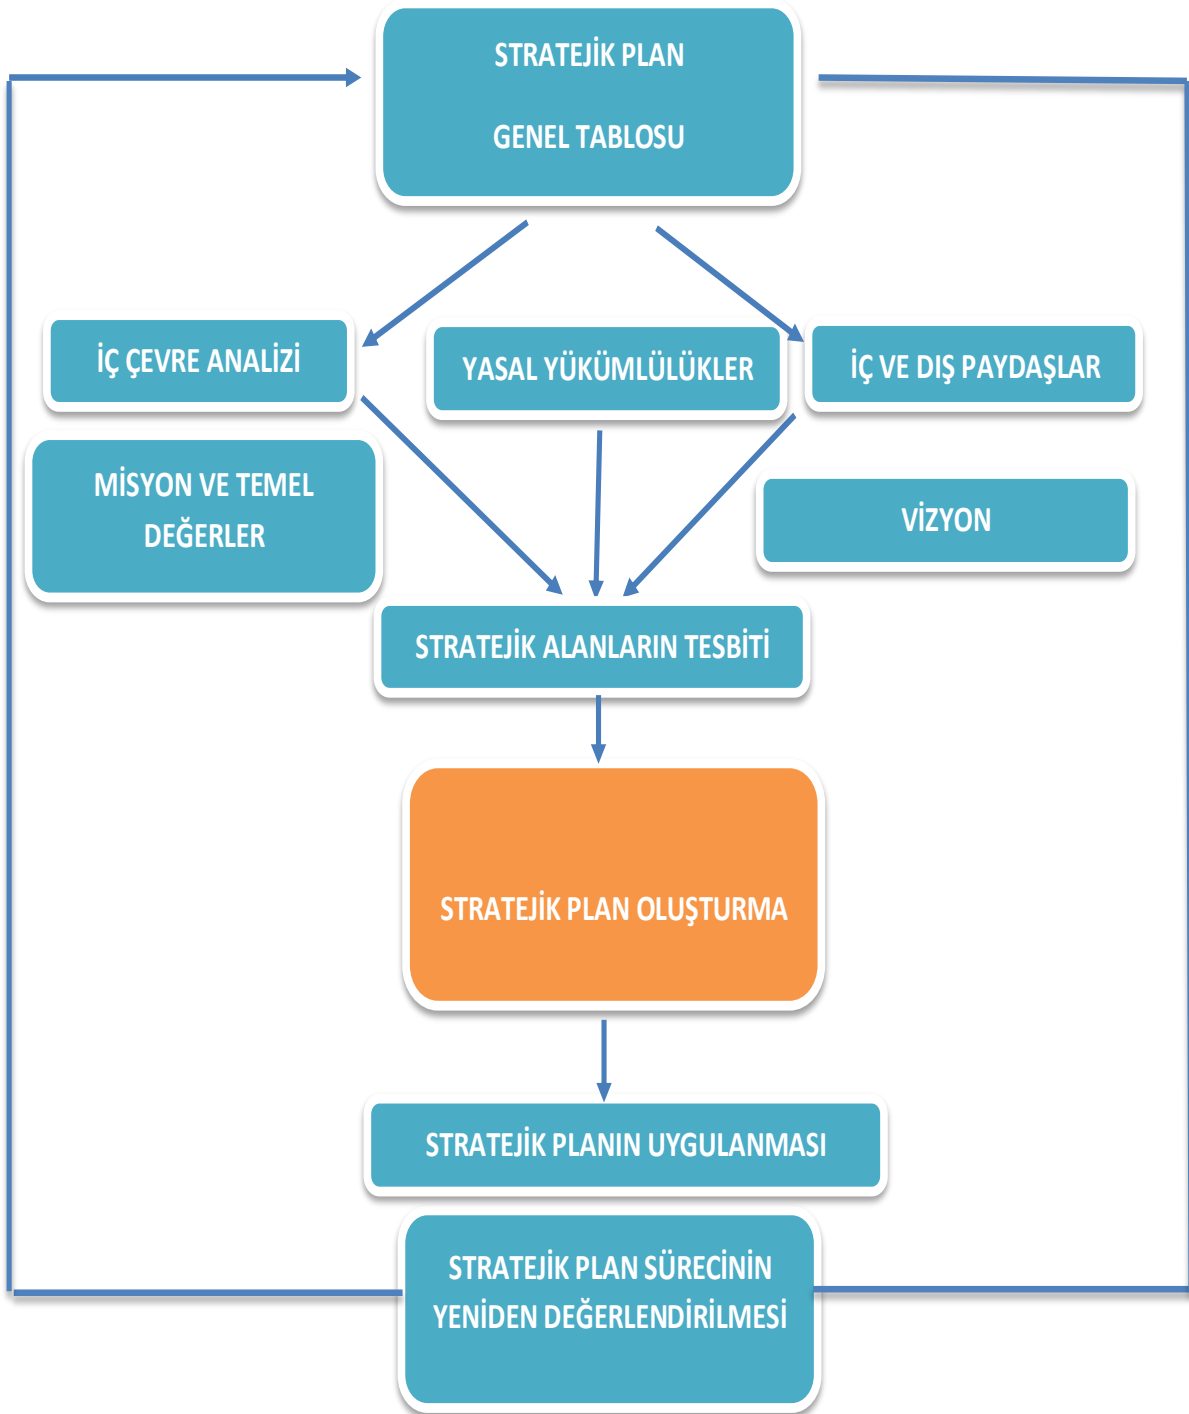 STRATEJİK PLAN
GENEL TABLOSU
İÇ ÇEVRE ANALİZİ
YASAL YÜKÜMLÜLÜKLER
İÇ VE DIŞ PAYDAŞLAR
MİSYON VE TEMEL
DEĞERLER
VİZYON
STRATEJİK ALANLARIN TESBİTİ
STRATEJİK PLAN OLUŞTURMA
STRATEJİK PLANIN UYGULANMASI
STRATEJİK PLAN SÜRECİNİN
YENİDEN DEĞERLENDİRİLMESİ